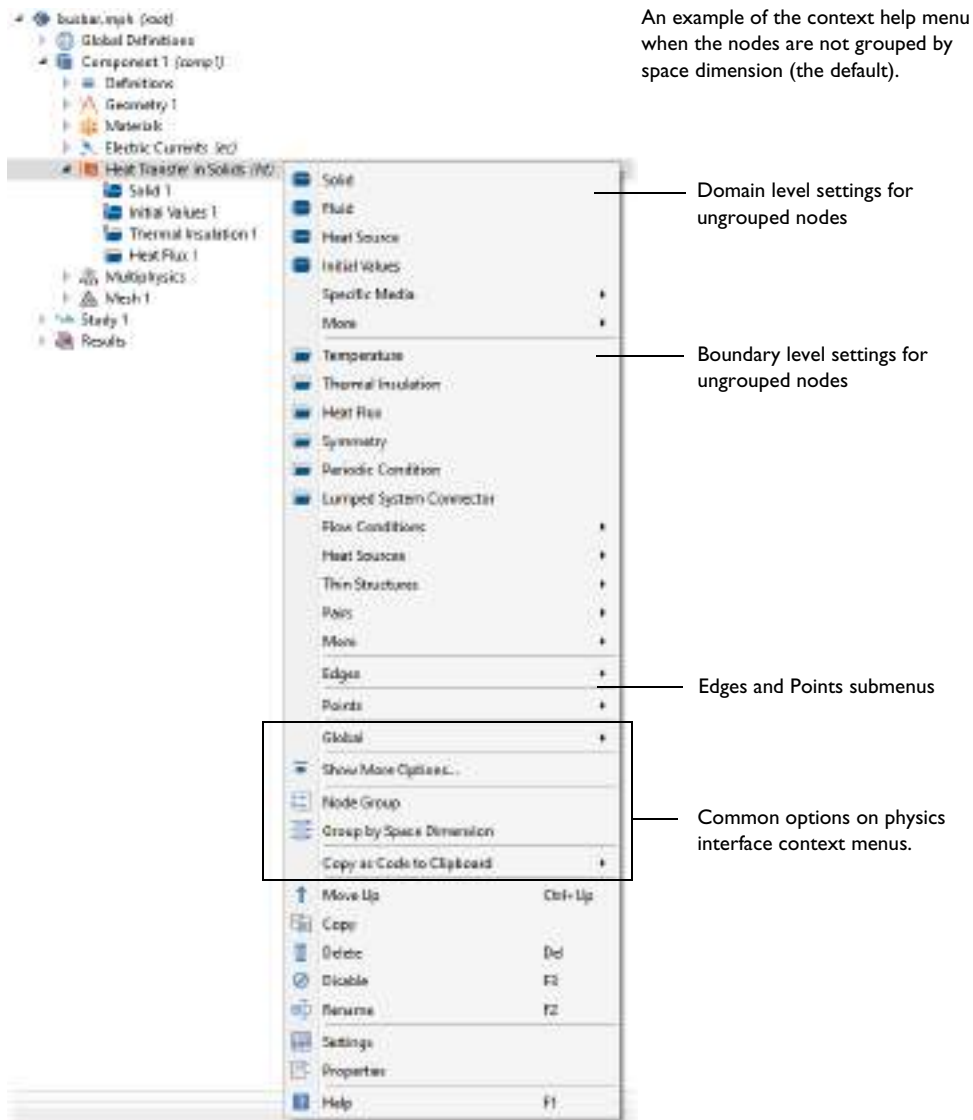 An example of the context help menu
when the nodes are not grouped by
space dimension (the default).
busbar.mph (root)
Global Definitions
Component 1 (comp1)
Definitions
Geometry 1
Materials
Electric Currents (ec)
Heat Transfer in Solids (ht)
Solid 1
Initial Values 1
Thermal Insulation 1
Heat Flux 1
Multiphysics
Mesh 1
Study 1
Results
Solid
Fluid
Heat Source
Initial Values
Specific Media
More
Temperature
Thermal Insulation
Heat Flux
Symmetry
Periodic Condition
Lumped System Connector
Flow Conditions
Heat Sources
Thin Structures
Pairs
More
Edges
Points
Global
Show More Options...
Node Group
Group by Space Dimension
Copy as Code to Clipboard
Move Up Ctrl+Up
Copy
Delete Del
Disable F3
Rename F2
Settings
Properties
Help F1
Domain level settings for
ungrouped nodes
Boundary level settings for
ungrouped nodes
Edges and Points submenus
Common options on physics
interface context menus.